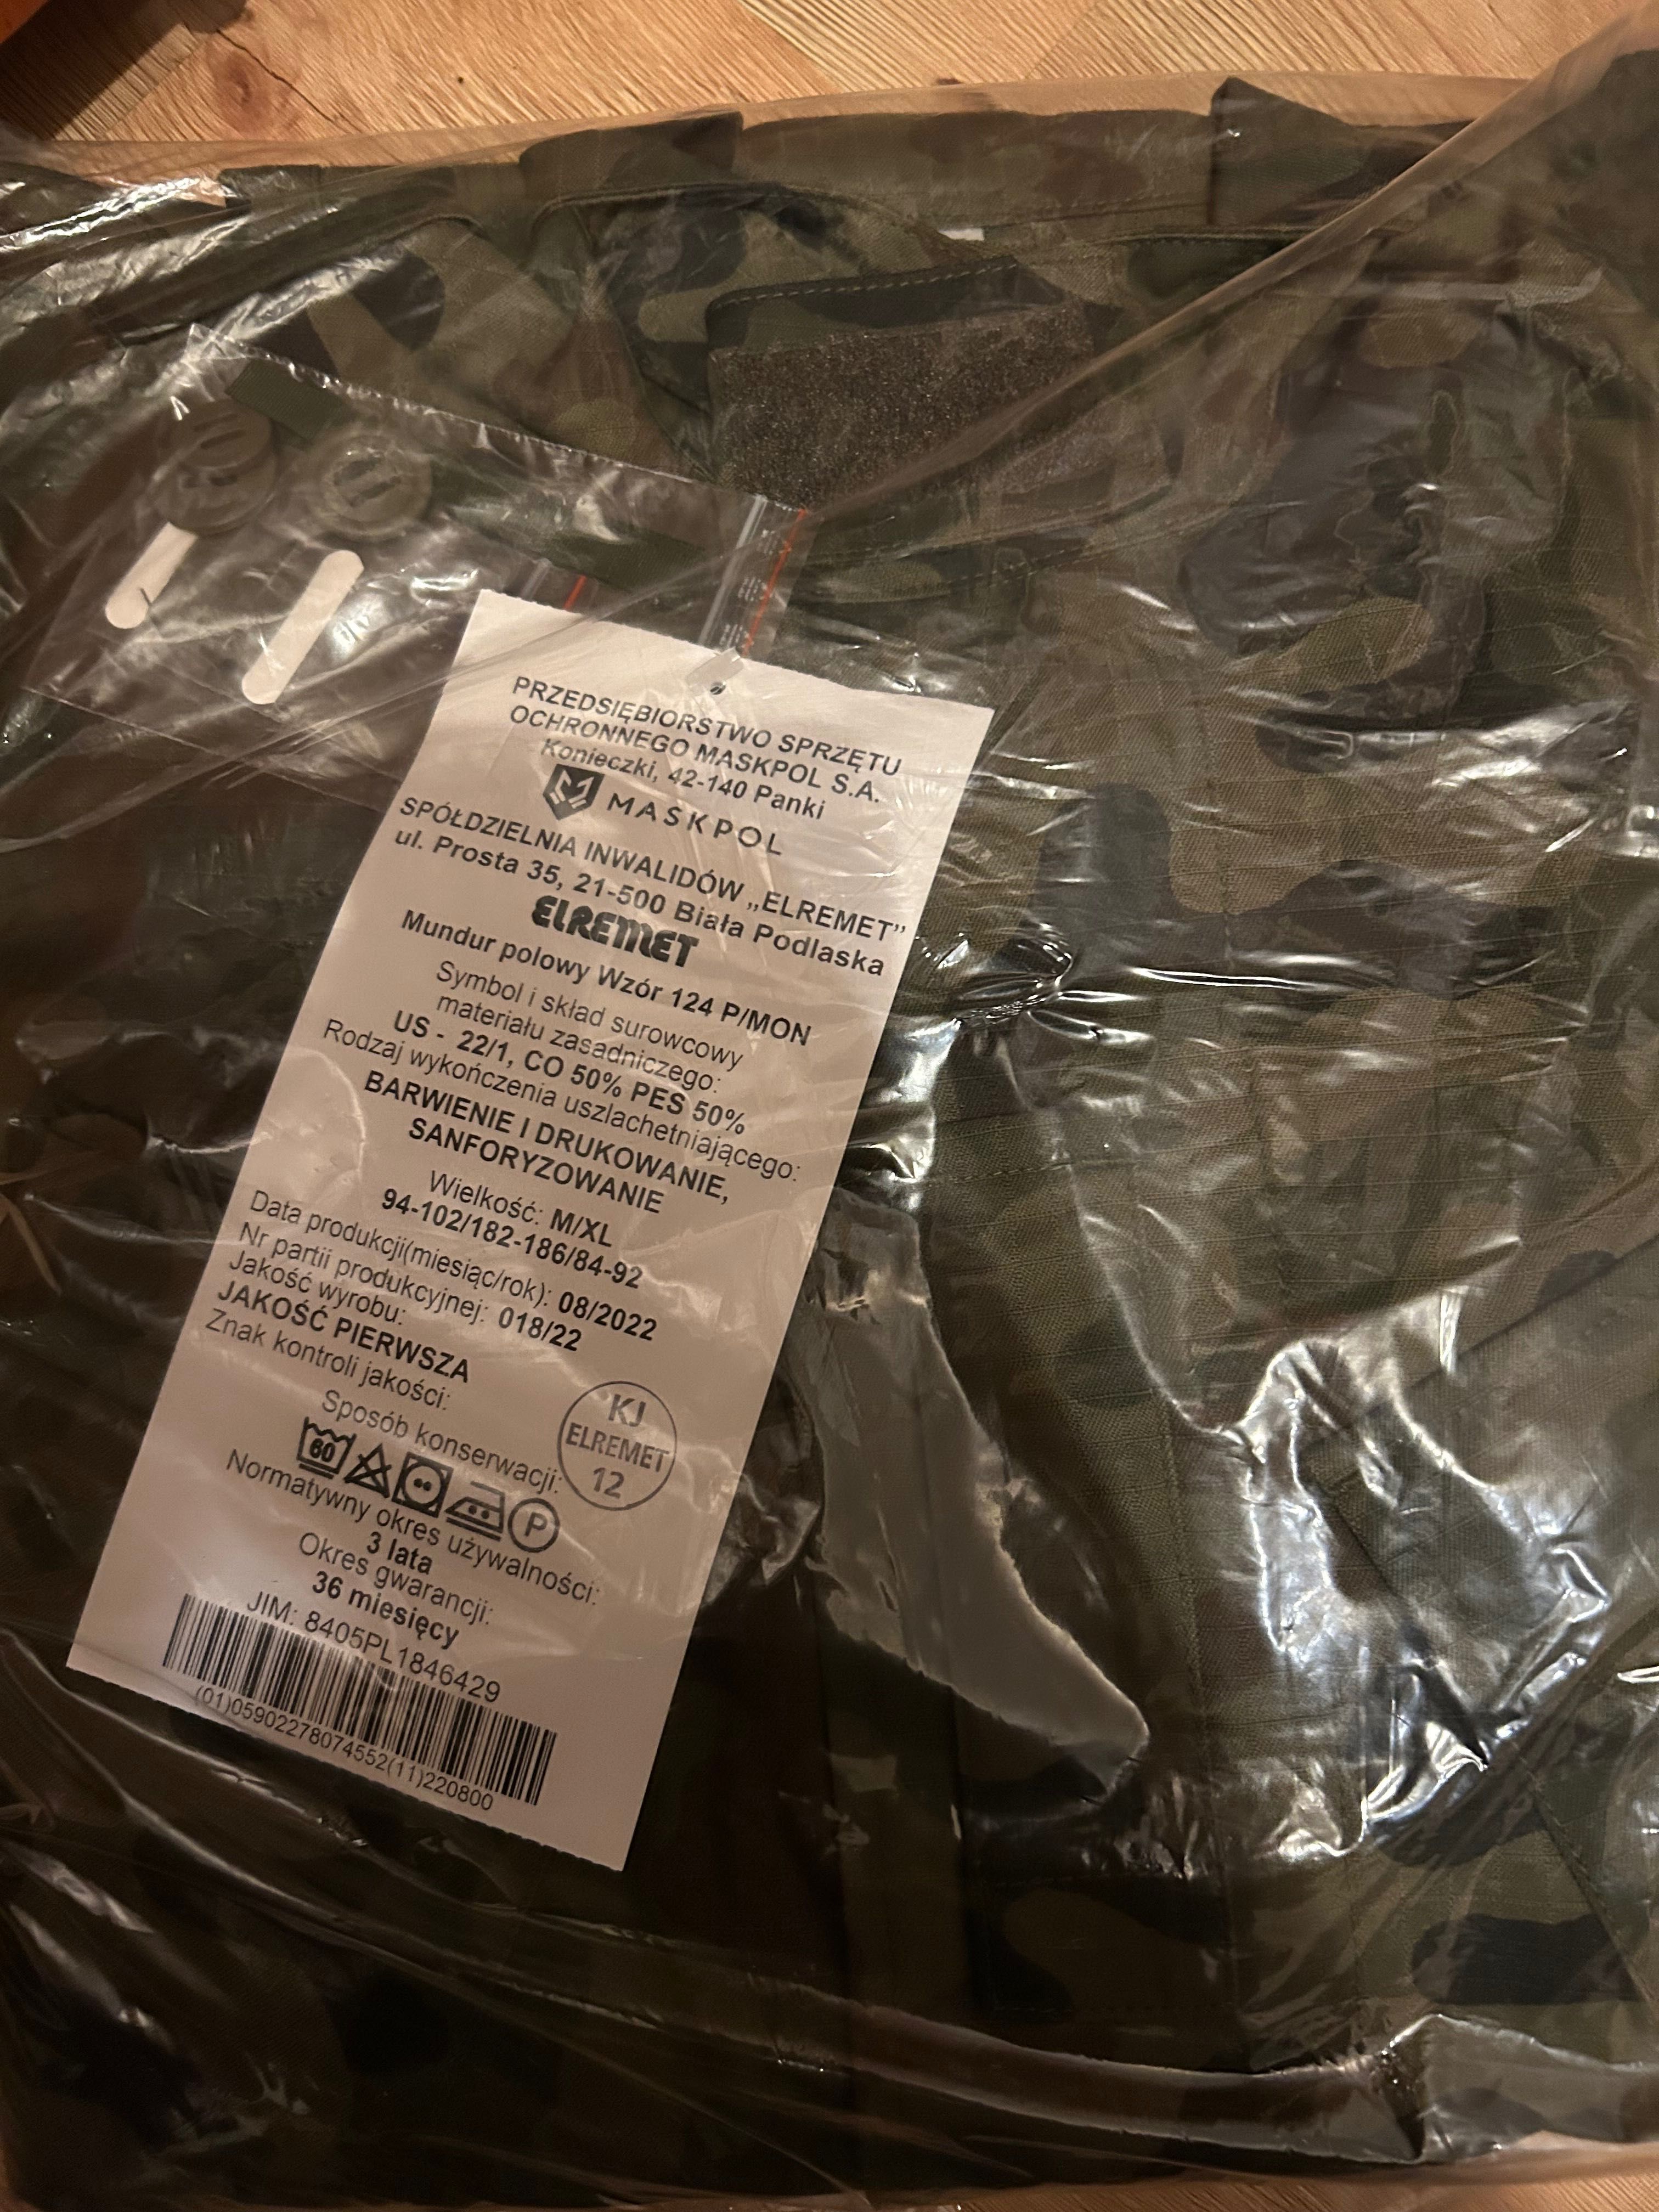 PRZEDSIĘBIORSTWO SPRZĘTU
OCHRONNEGO MASKPOL S.A.
Konieczki, 42-140 Panki
MASKPOL
SPÓŁDZIELNIA INWALIDÓW „ELREMET”
ul. Prosta 35, 21-500 Biała Podlaska
ELREMET
Mundur polowy Wzór 124 P/MON
Symbol i skład surowcowy
materiału zasadniczego:
US - 22/1, CO 50% PES 50%
Rodzaj wykończenia uszlachetniającego:
BARWIENIE I DRUKOWANIE,
SANFORYZOWANIE
Wielkość: M/XL
94-102/182-186/84-92
Data produkcji(miesiąc/rok): 08/2022
Nr partii produkcyjnej: 018/22
Jakość wyrobu:
JAKOŚĆ PIERWSZA
Znak kontroli jakości:
KJ
ELREMET
12
Sposób konserwacji:
60
P
Normatywny okres używalności:
3 lata
Okres gwarancji:
36 miesięcy
JIM: 8405PL1846429
(01)05902278074552(11)220800